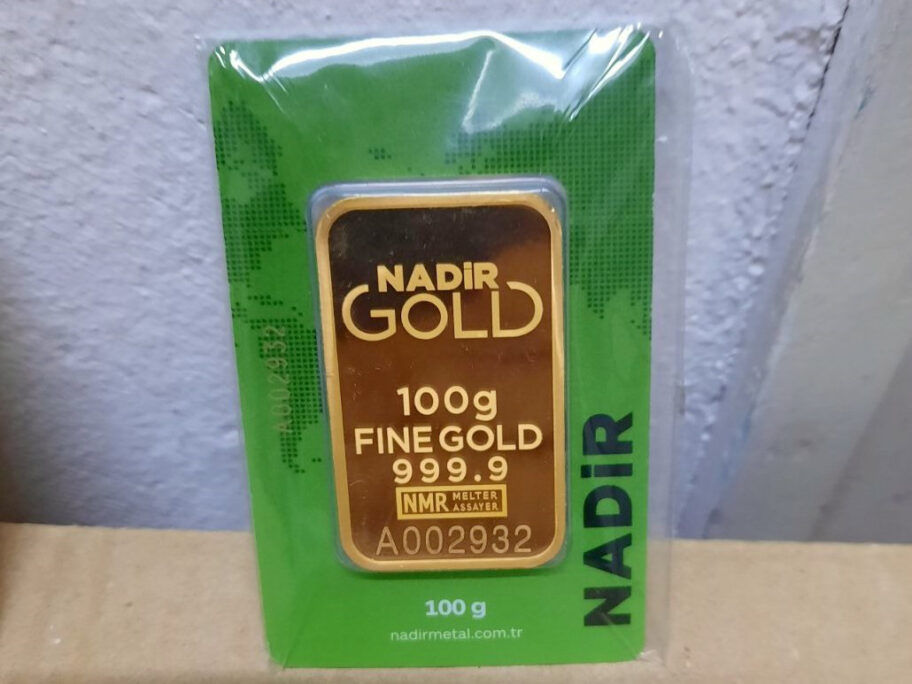 NADiR
GOLD
100g
FINE GOLD
999.9
NMR MELTER
ASSAYER
A002932
A002932
NADiR
100 g
nadirmetal.com.tr